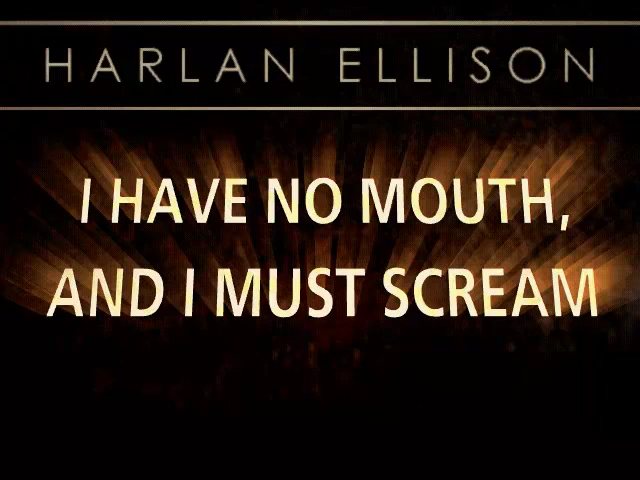 HARLAN ELLISON
I HAVE NO MOUTH,
AND I MUST SCREAM